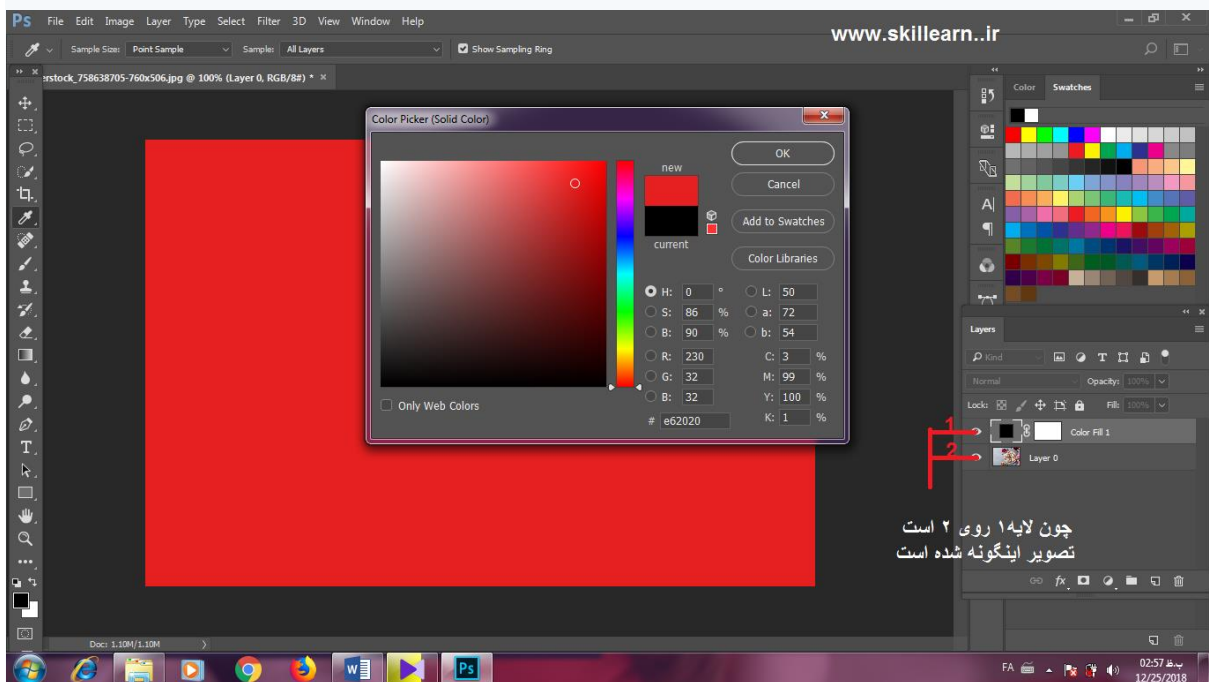 Ps File Edit Image Layer Type Select Filter 3D View Window Help
www.skillearn..ir
Sample Size: Point Sample Sample: All Layers Show Sampling Ring
erstock_758638705-760x506.jpg @ 100% (Layer 0, RGB/8#) * ×
Color Swatches
Color Picker (Solid Color)
new
current
OK
Cancel
Add to Swatches
Color Libraries
H: 0 ° L: 50
S: 86 % a: 72
B: 90 % b: 54
R: 230 C: 3 %
G: 32 M: 99 %
B: 32 Y: 100 %
# e62020 K: 1 %
Only Web Colors
Layers
Kind
Normal Opacity: 100%
Lock: Fill: 100%
1 Color Fill 1
2 Layer 0
چون لایه۱ روی ۲ است
تصویر اینگونه شده است
fx
Doc: 1.10M/1.10M
W Ps
FA 02:57 ب.ظ
12/25/2018